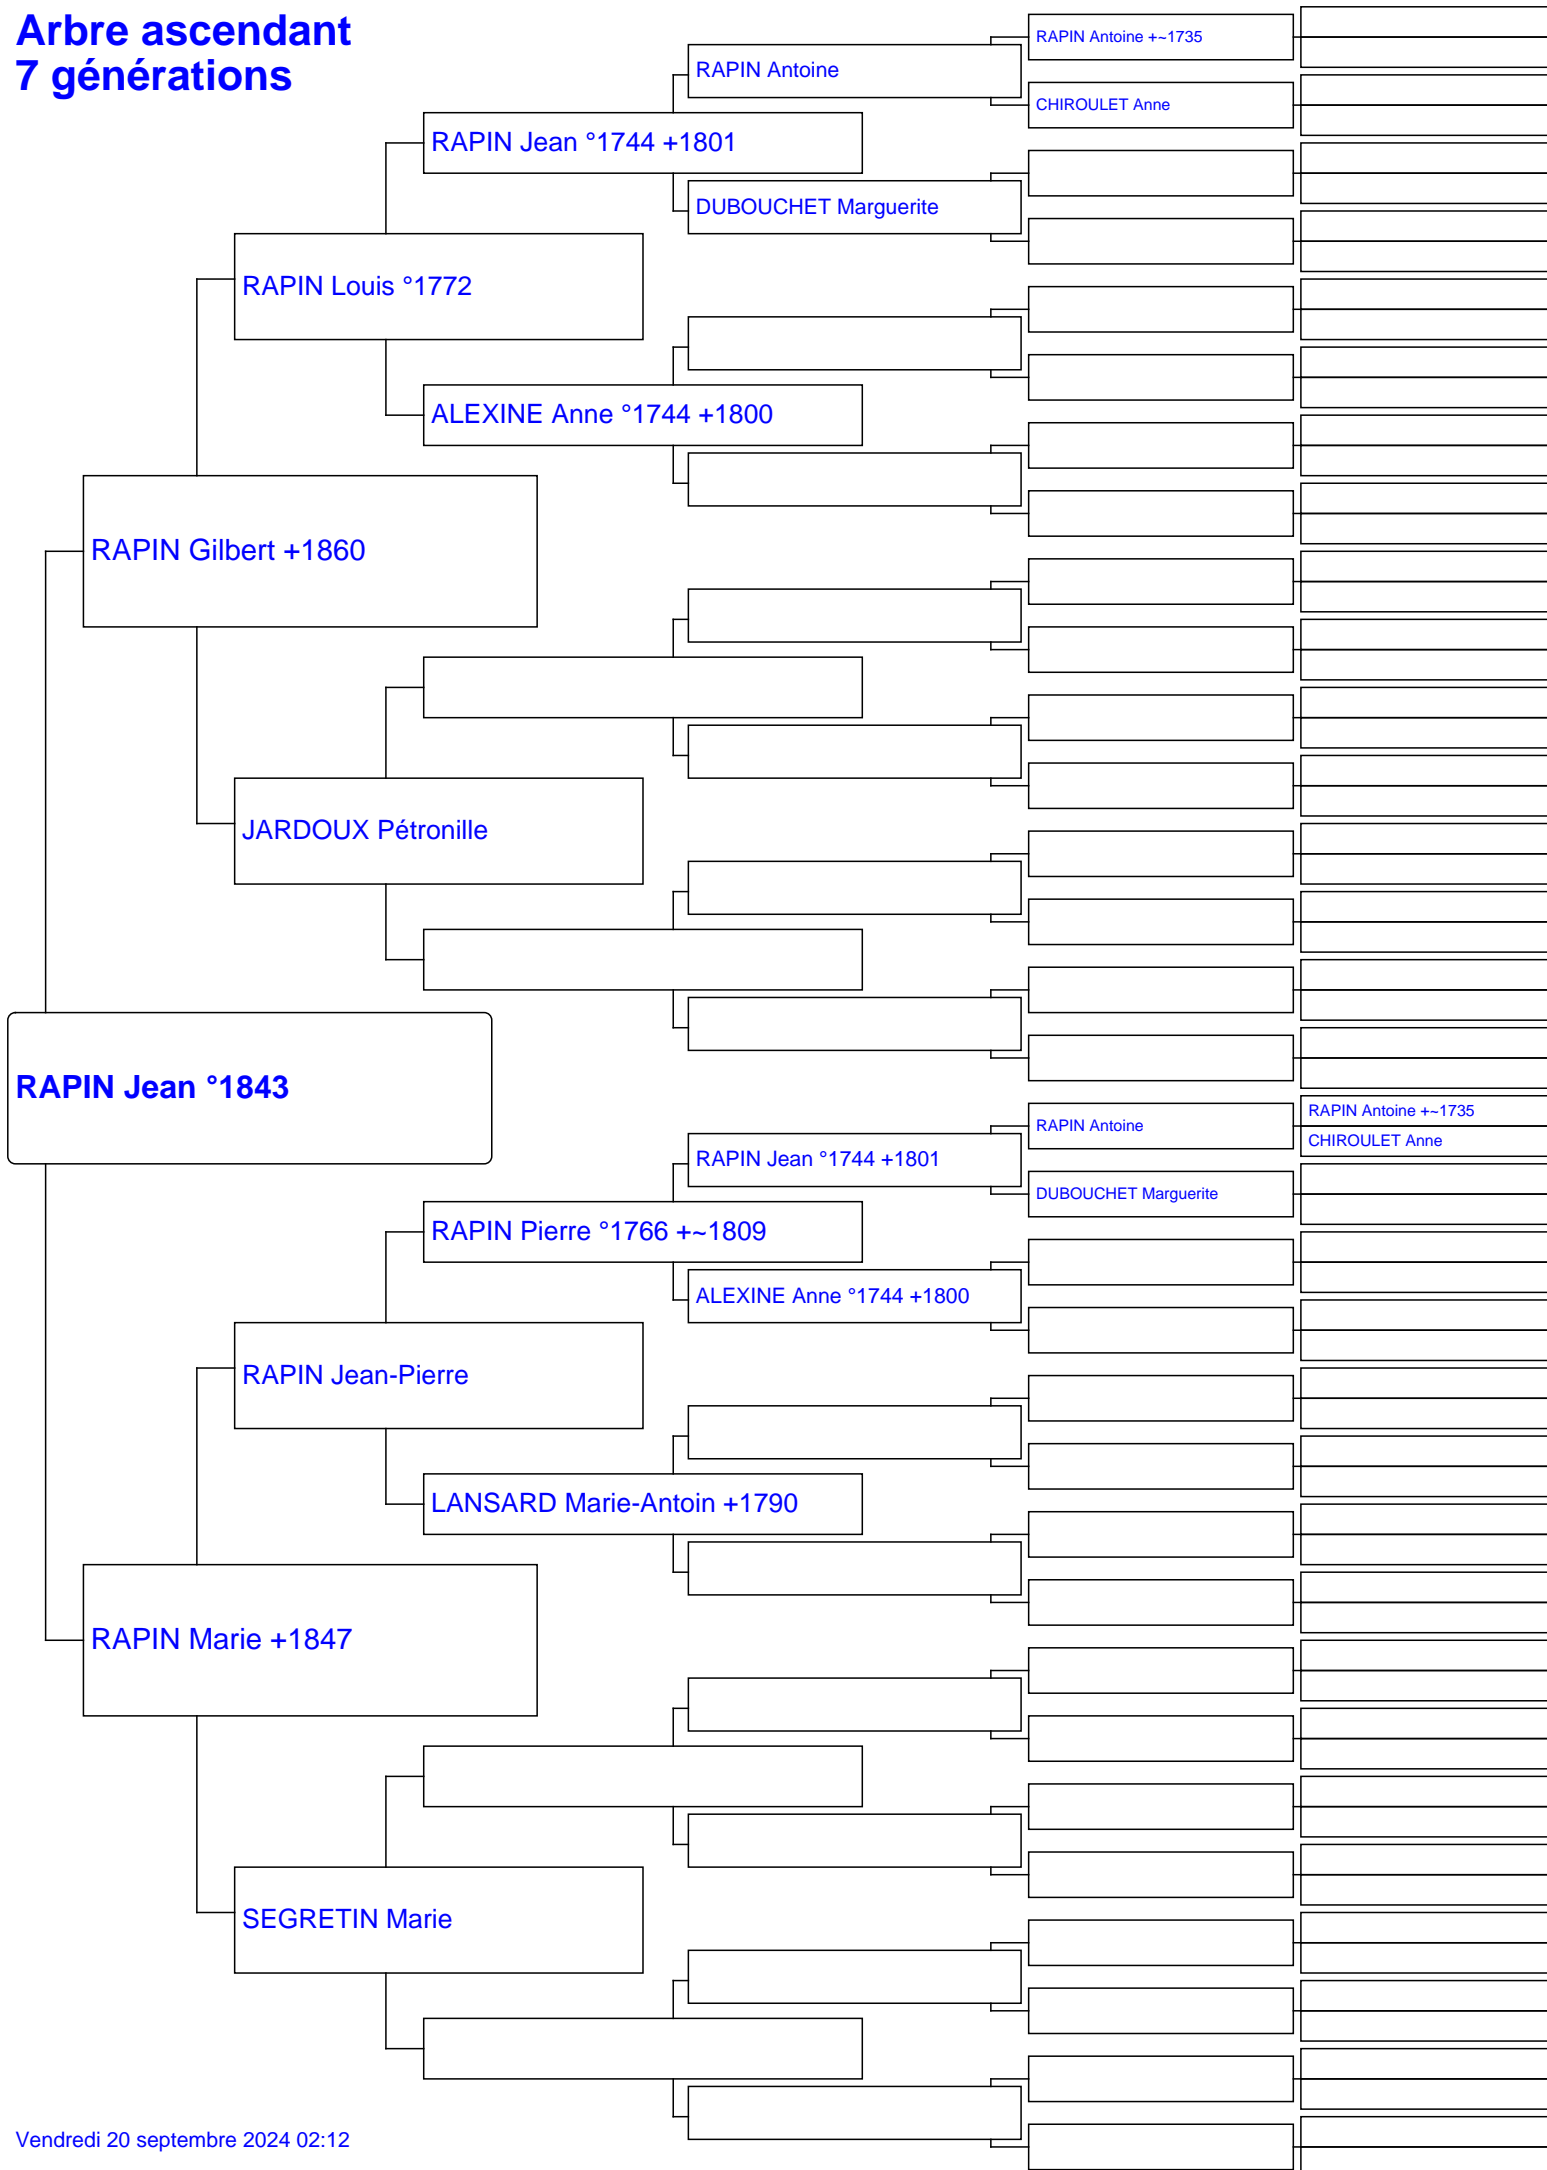 Arbre ascendant
7 générations
RAPIN Antoine +~1735
RAPIN Antoine
CHIROULET Anne
RAPIN Jean °1744 +1801
DUBOUCHET Marguerite
RAPIN Louis °1772
ALEXINE Anne °1744 +1800
RAPIN Gilbert +1860
JARDOUX Pétronille
RAPIN Jean °1843
RAPIN Antoine +~1735
RAPIN Antoine
CHIROULET Anne
RAPIN Jean °1744 +1801
DUBOUCHET Marguerite
RAPIN Pierre °1766 +~1809
ALEXINE Anne °1744 +1800
RAPIN Jean-Pierre
LANSARD Marie-Antoin +1790
RAPIN Marie +1847
SEGRETIN Marie
Vendredi 20 septembre 2024 02:12